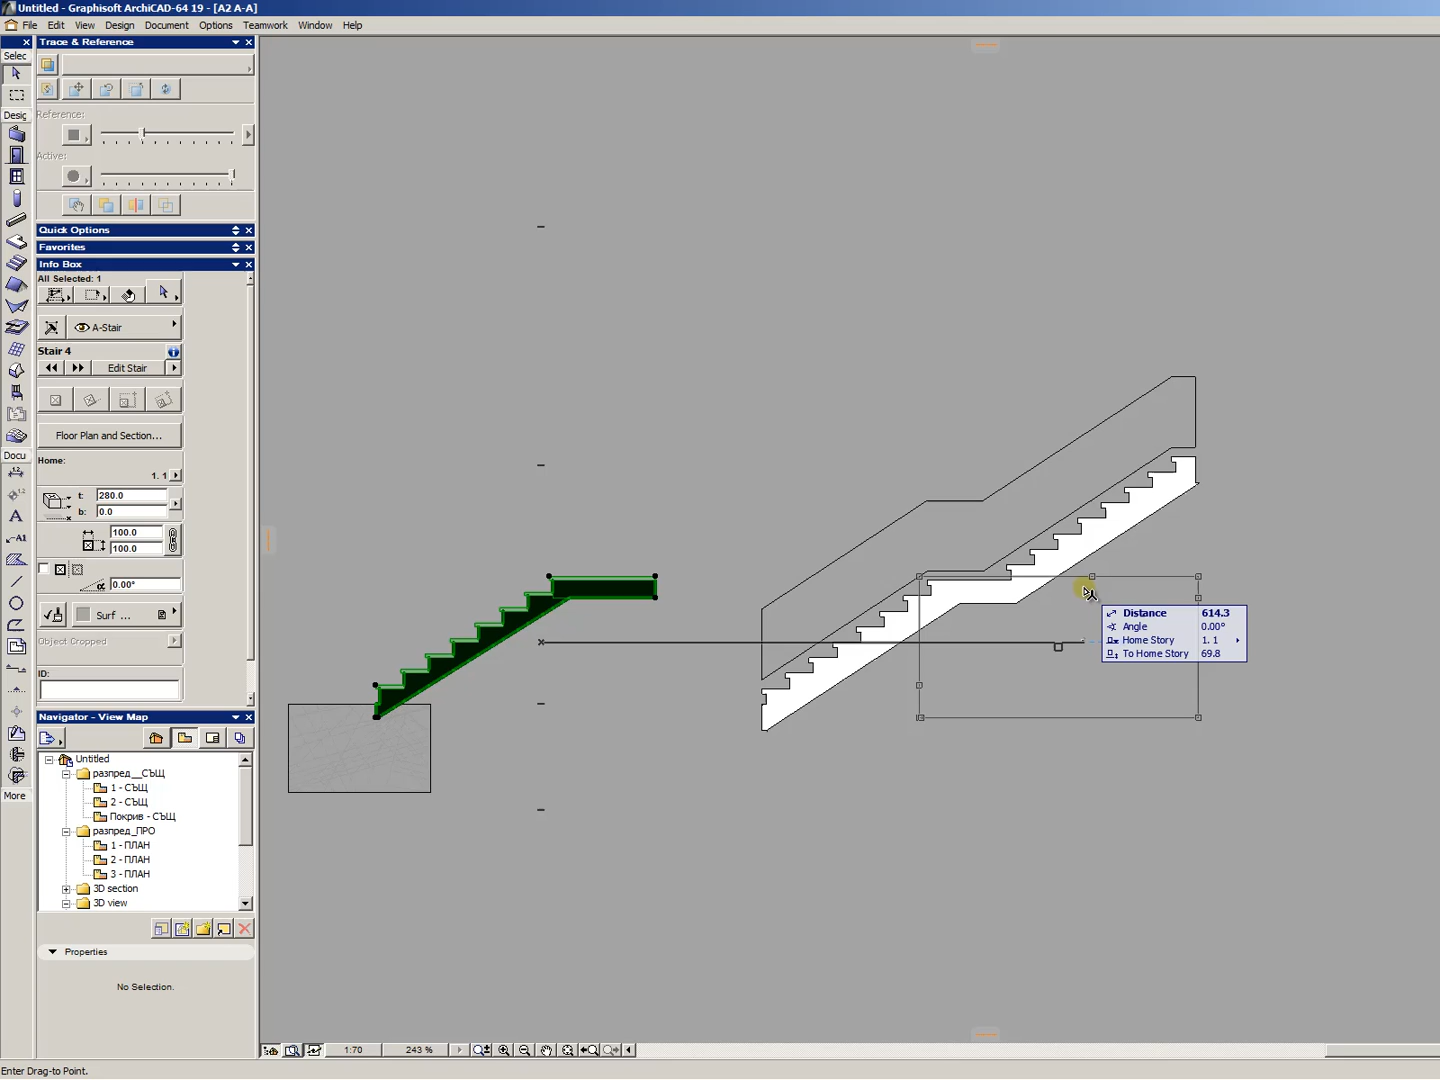 Untitled - Graphisoft ArchiCAD-64 19 - [A2 A-A]
File Edit View Design Document Options Teamwork Window Help
Selec
Trace & Reference
Reference:
Desig
Active:
Quick Options
Favorites
Info Box
All Selected: 1
A-Stair
Stair 4
Edit Stair
Floor Plan and Section...
Home:
1. 1
t: 280.0
b: 0.0
100.0
100.0
α 0.00°
Surf ...
Object Cropped
ID:
Docu
A
A1
More
Navigator - View Map
Untitled
разпред__СЪЩ
1 - СЪЩ
2 - СЪЩ
Покрив - СЪЩ
разпред_ПРО
1 - ПЛАН
2 - ПЛАН
3 - ПЛАН
3D section
3D view
Properties
No Selection.
Distance 614.3
Angle 0.00°
Home Story 1. 1
To Home Story 69.8
1:70
243 %
Enter Drag-to Point.